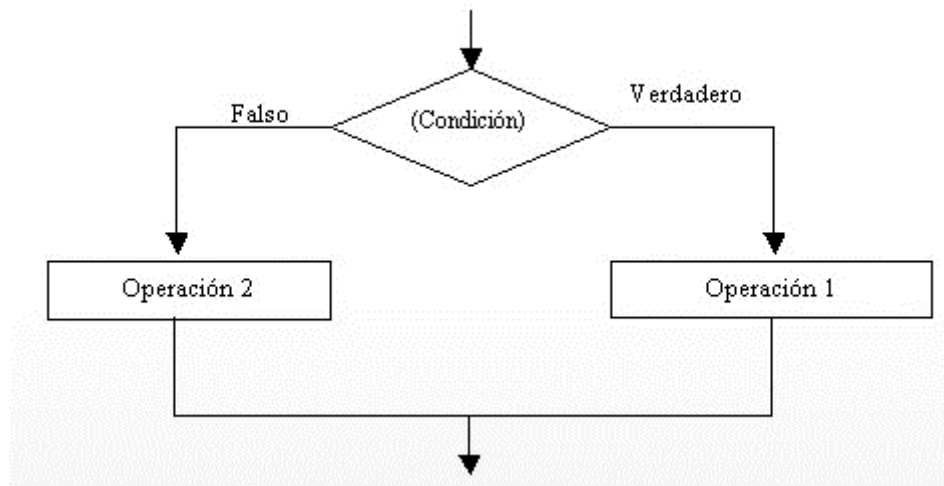 Verdadero
Falso
(Condición)
Operación 2
Operación 1